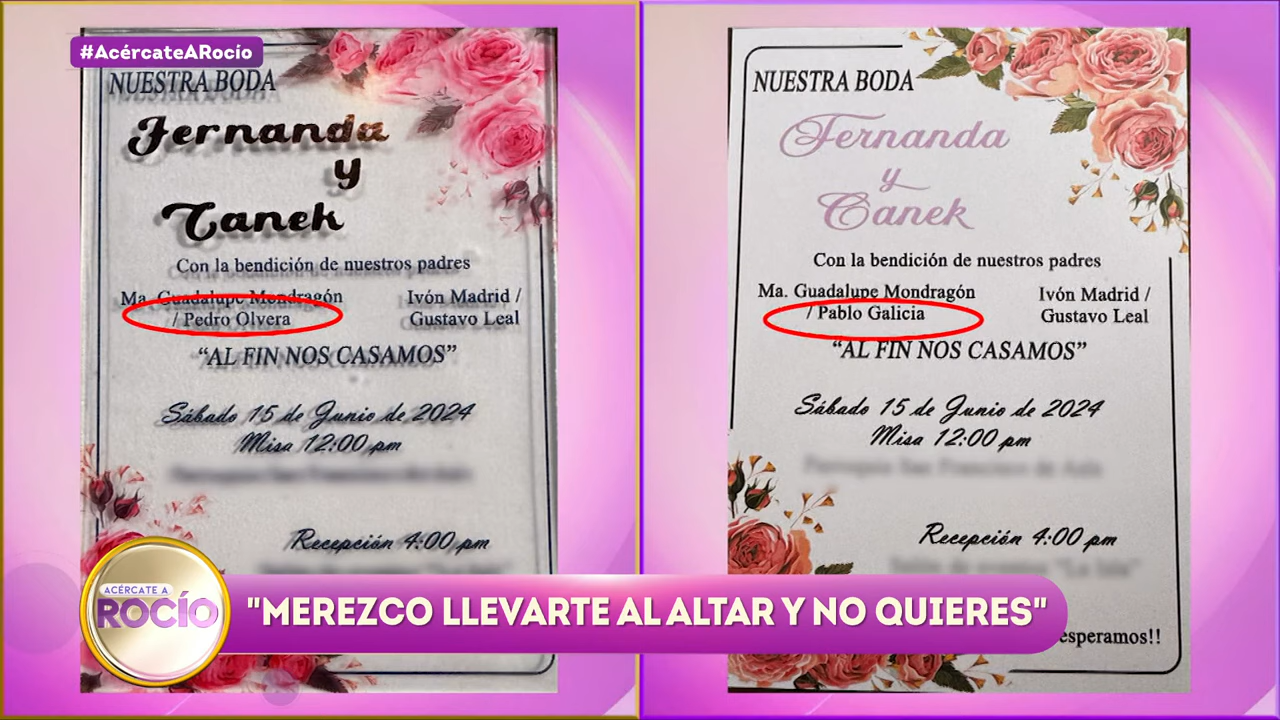 #AcércateARocío
NUESTRA BODA
Fernanda
y
Canek
Con la bendición de nuestros padres
Ma. Guadalupe Mondragón
/ Pedro Olvera
Ivón Madrid /
Gustavo Leal
“AL FIN NOS CASAMOS”
Sábado 15 de Junio de 2024
Misa 12:00 pm
Recepción 4:00 pm
NUESTRA BODA
Fernanda
y
Canek
Con la bendición de nuestros padres
Ma. Guadalupe Mondragón
/ Pablo Galicia
Ivón Madrid /
Gustavo Leal
“AL FIN NOS CASAMOS”
Sábado 15 de Junio de 2024
Misa 12:00 pm
Recepción 4:00 pm
esperamos!!
ACÉRCATE A
ROCÍO
"MEREZCO LLEVARTE AL ALTAR Y NO QUIERES"